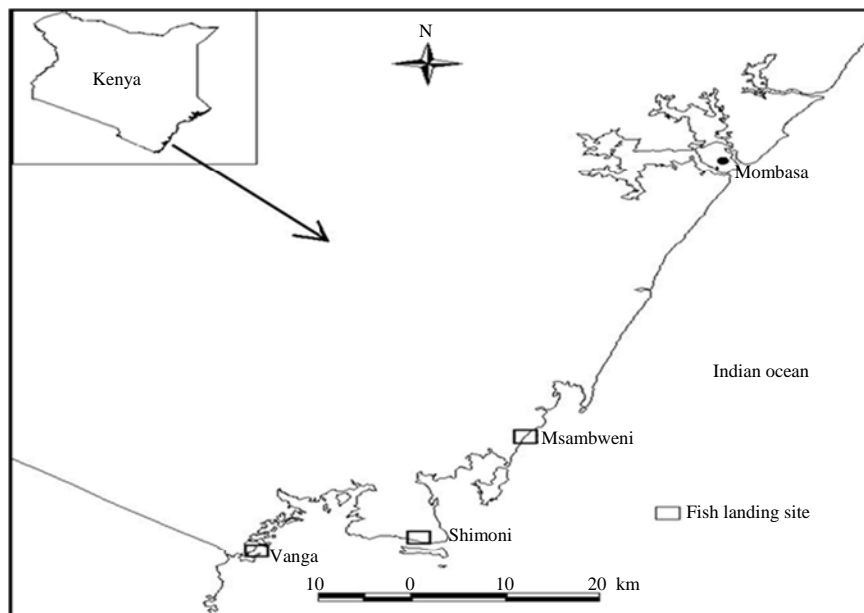 N
Kenya
Mombasa
Indian ocean
Msambweni
Fish landing site
Shimoni
Vanga
10 0 10 20 km